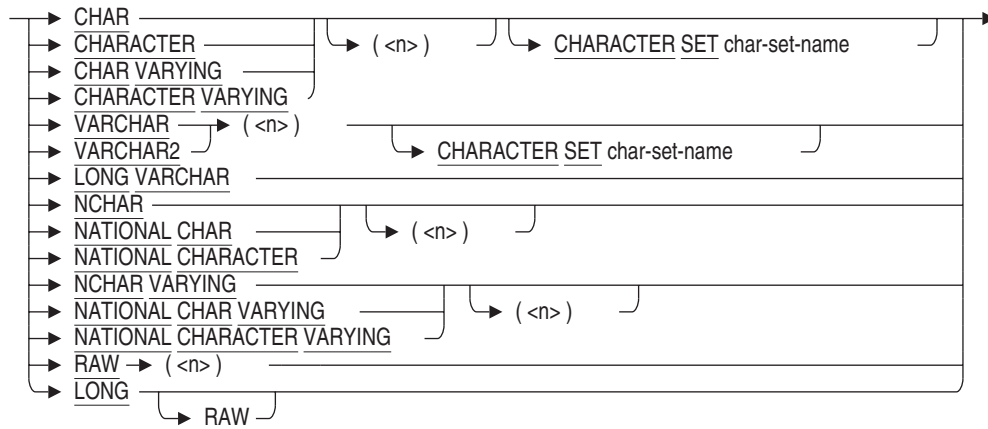 CHAR
CHARACTER ( <n> ) CHARACTER SET char-set-name
CHAR VARYING
CHARACTER VARYING
VARCHAR ( <n> )
VARCHAR2 CHARACTER SET char-set-name
LONG VARCHAR
NCHAR
NATIONAL CHAR ( <n> )
NATIONAL CHARACTER
NCHAR VARYING
NATIONAL CHAR VARYING ( <n> )
NATIONAL CHARACTER VARYING
RAW ( <n> )
LONG
RAW